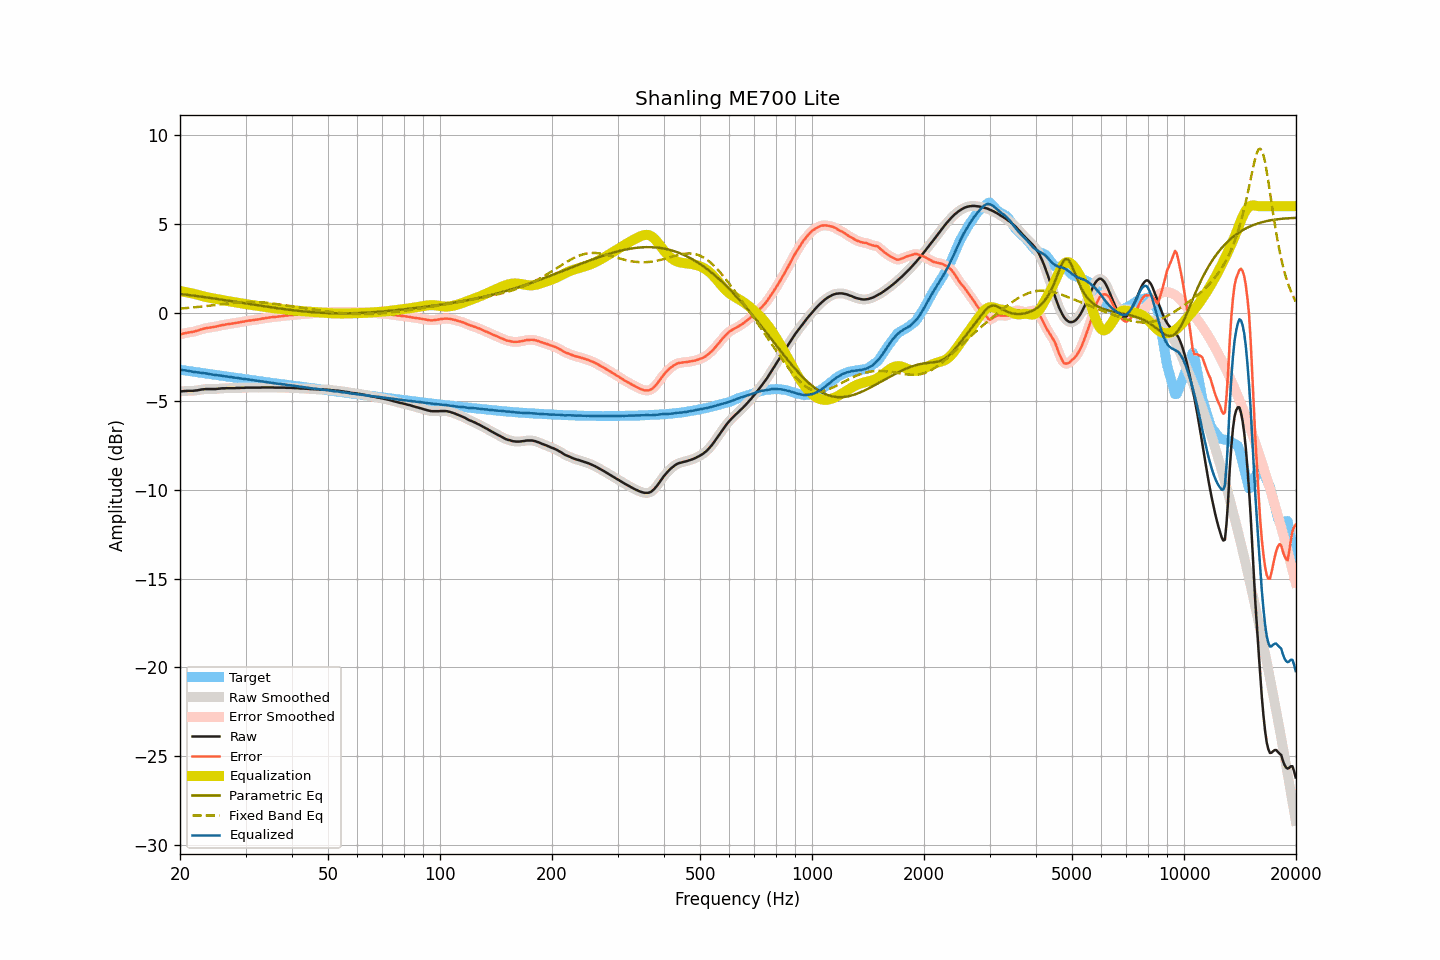 Shanling ME700 Lite
10
5
0
−5
−10
−15
−20
−25
−30
Amplitude (dBr)
Target
Raw Smoothed
Error Smoothed
Raw
Error
Equalization
Parametric Eq
Fixed Band Eq
Equalized
20 50 100 200 500 1000 2000 5000 10000 20000
Frequency (Hz)